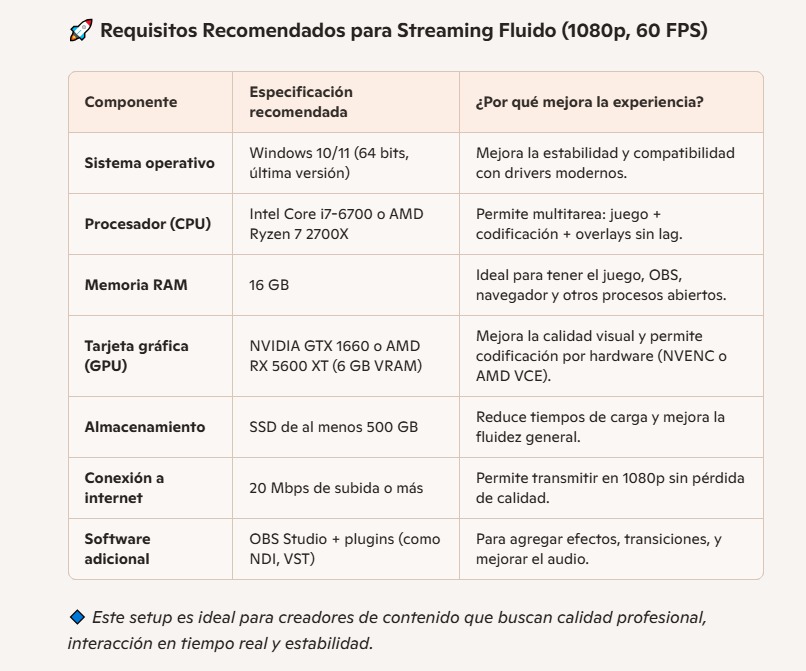 🚀 Requisitos Recomendados para Streaming Fluido (1080p, 60 FPS)
Componente
Especificación
recomendada
¿Por qué mejora la experiencia?
Sistema operativo
Windows 10/11 (64 bits,
última versión)
Mejora la estabilidad y compatibilidad
con drivers modernos.
Procesador (CPU)
Intel Core i7-6700 o AMD
Ryzen 7 2700X
Permite multitarea: juego +
codificación + overlays sin lag.
Memoria RAM
16 GB
Ideal para tener el juego, OBS,
navegador y otros procesos abiertos.
Tarjeta gráfica
(GPU)
NVIDIA GTX 1660 o AMD
RX 5600 XT (6 GB VRAM)
Mejora la calidad visual y permite
codificación por hardware (NVENC o
AMD VCE).
Almacenamiento
SSD de al menos 500 GB
Reduce tiempos de carga y mejora la
fluidez general.
Conexión a
internet
20 Mbps de subida o más
Permite transmitir en 1080p sin pérdida
de calidad.
Software
adicional
OBS Studio + plugins (como
NDI, VST)
Para agregar efectos, transiciones, y
mejorar el audio.
🔷 Este setup es ideal para creadores de contenido que buscan calidad profesional,
interacción en tiempo real y estabilidad.